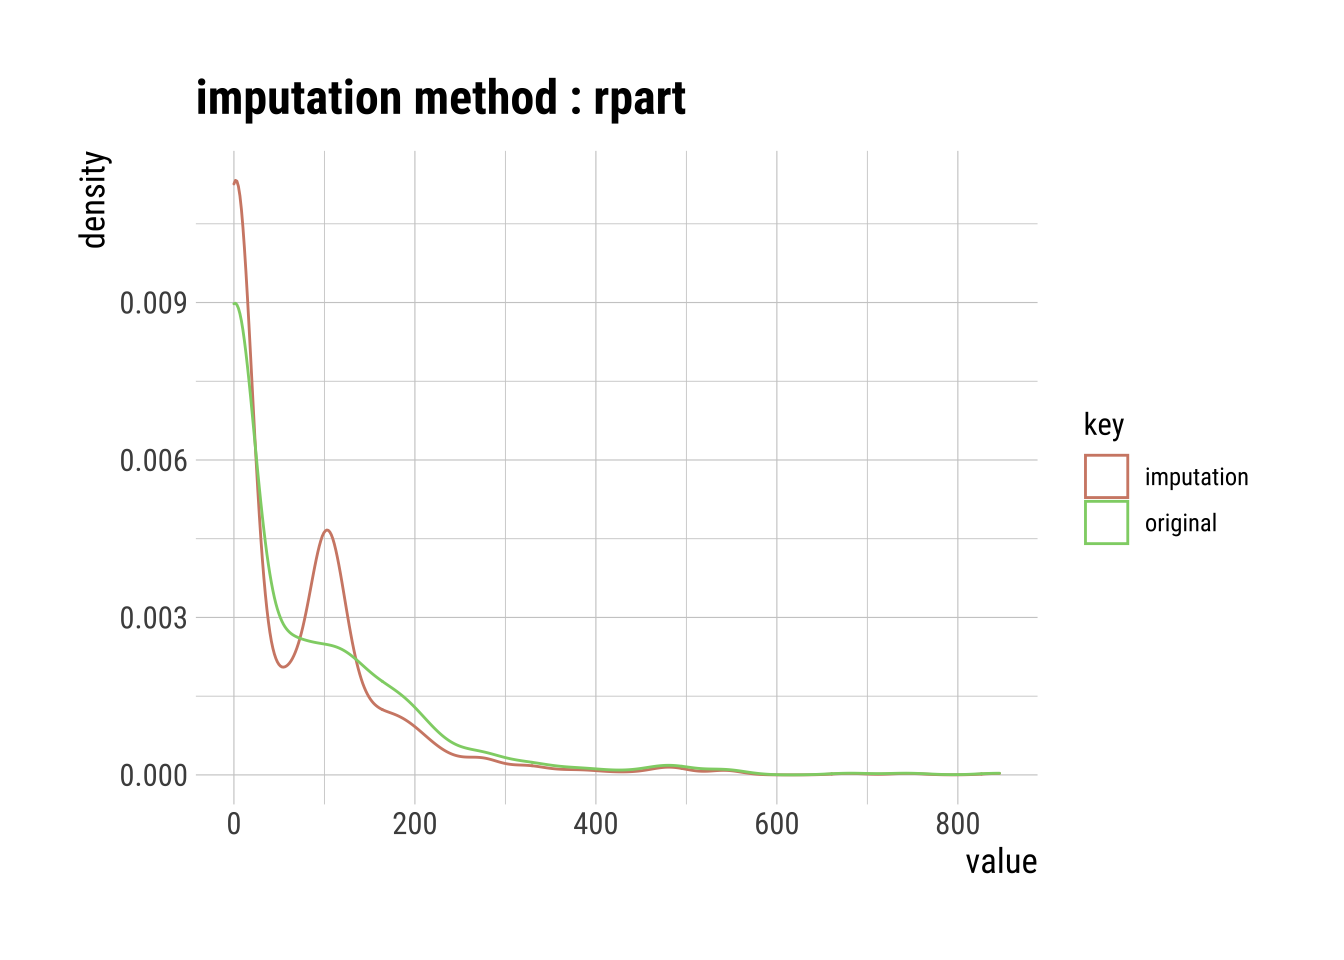 imputation method : rpart
density
0.009
0.006
0.003
0.000
0 200 400 600 800
value
key
imputation
original